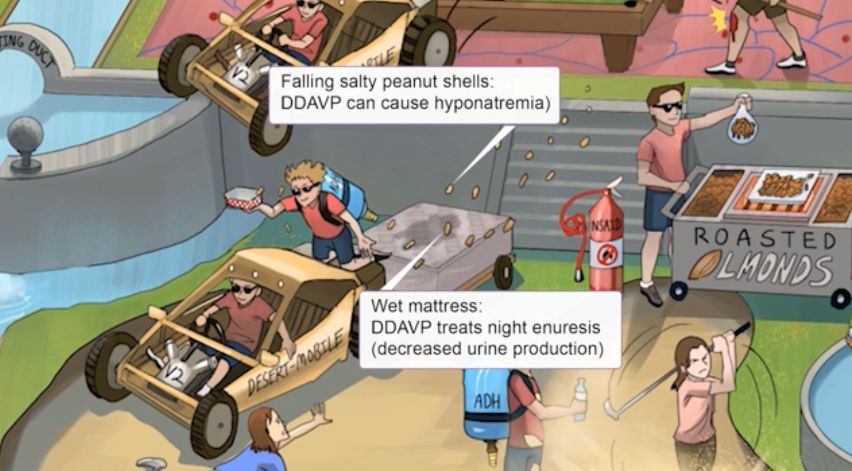 TING DUCT
V2
MOBILE
Falling salty peanut shells:
DDAVP can cause hyponatremia)
NSAID
ROASTED
LMONDS
Wet mattress:
DDAVP treats night enuresis
(decreased urine production)
V2
DESERT-MOBILE
ADH